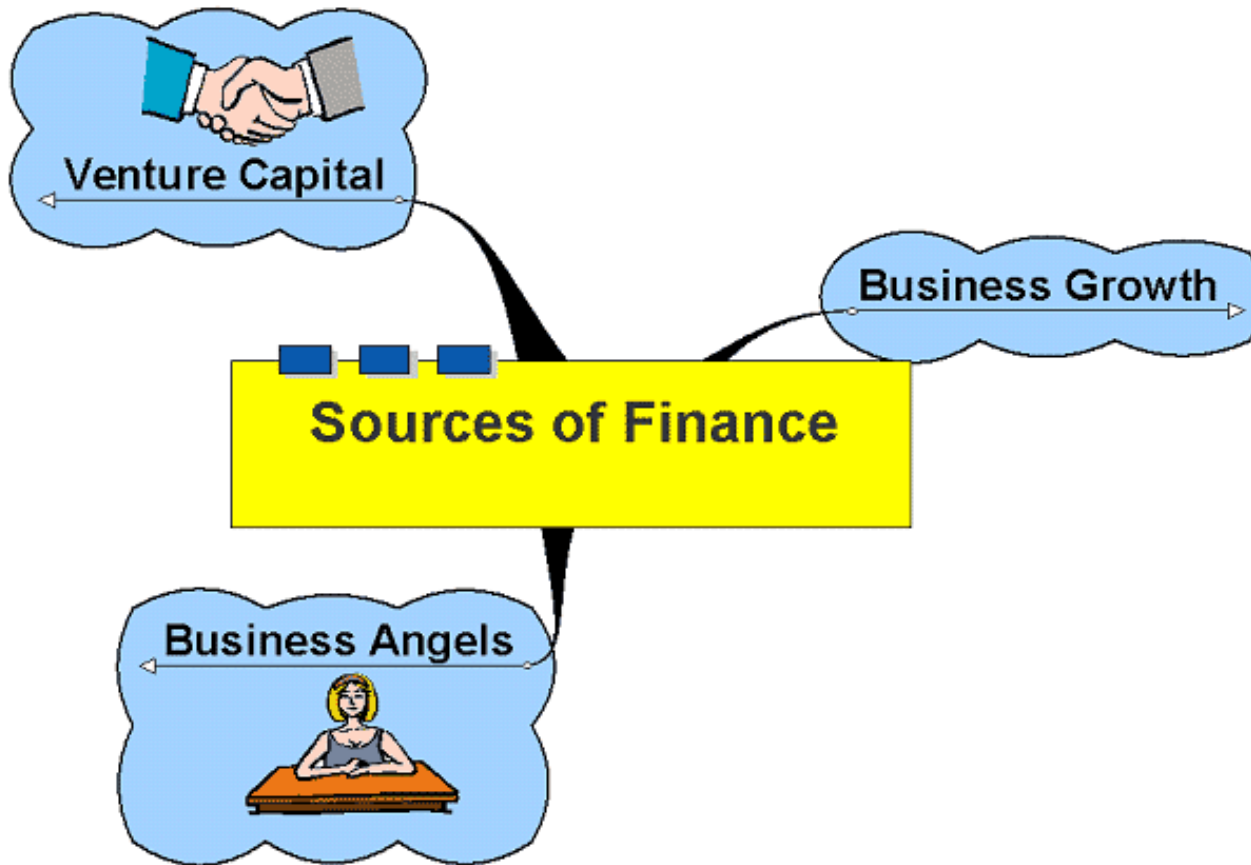 Venture Capital
Business Growth
Sources of Finance
Business Angels